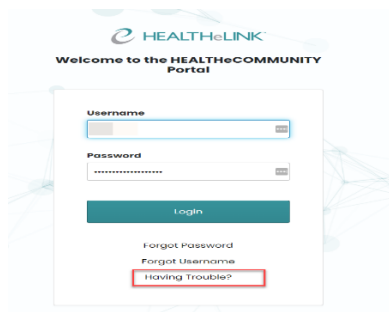 HEALTHeLINK
Welcome to the HEALTHeCOMMUNITY
Portal
Username
Password
Login
Forgot Password
Forgot Username
Having Trouble?